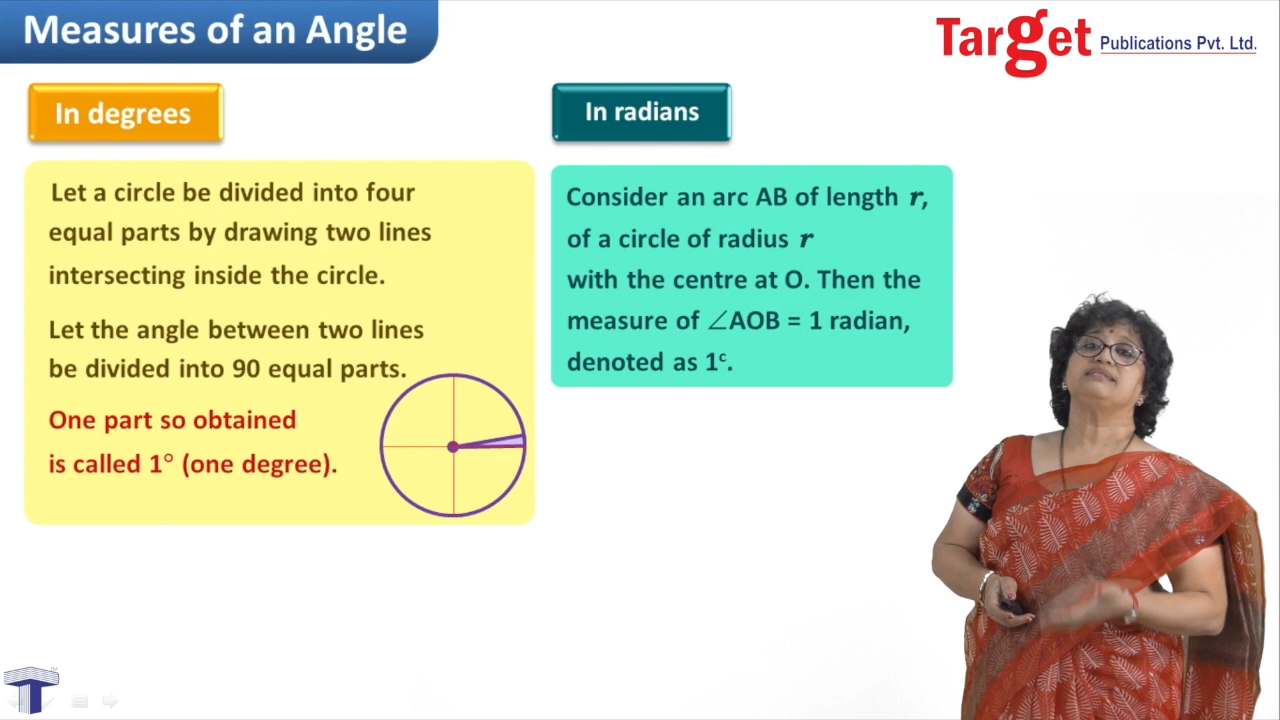 Measures of an Angle
Target Publications Pvt. Ltd.
In degrees
Let a circle be divided into four
equal parts by drawing two lines
intersecting inside the circle.
Let the angle between two lines
be divided into 90 equal parts.
One part so obtained
is called 1° (one degree).
In radians
Consider an arc AB of length r,
of a circle of radius r
with the centre at O. Then the
measure of ∠AOB = 1 radian,
denoted as 1ᶜ.
TM